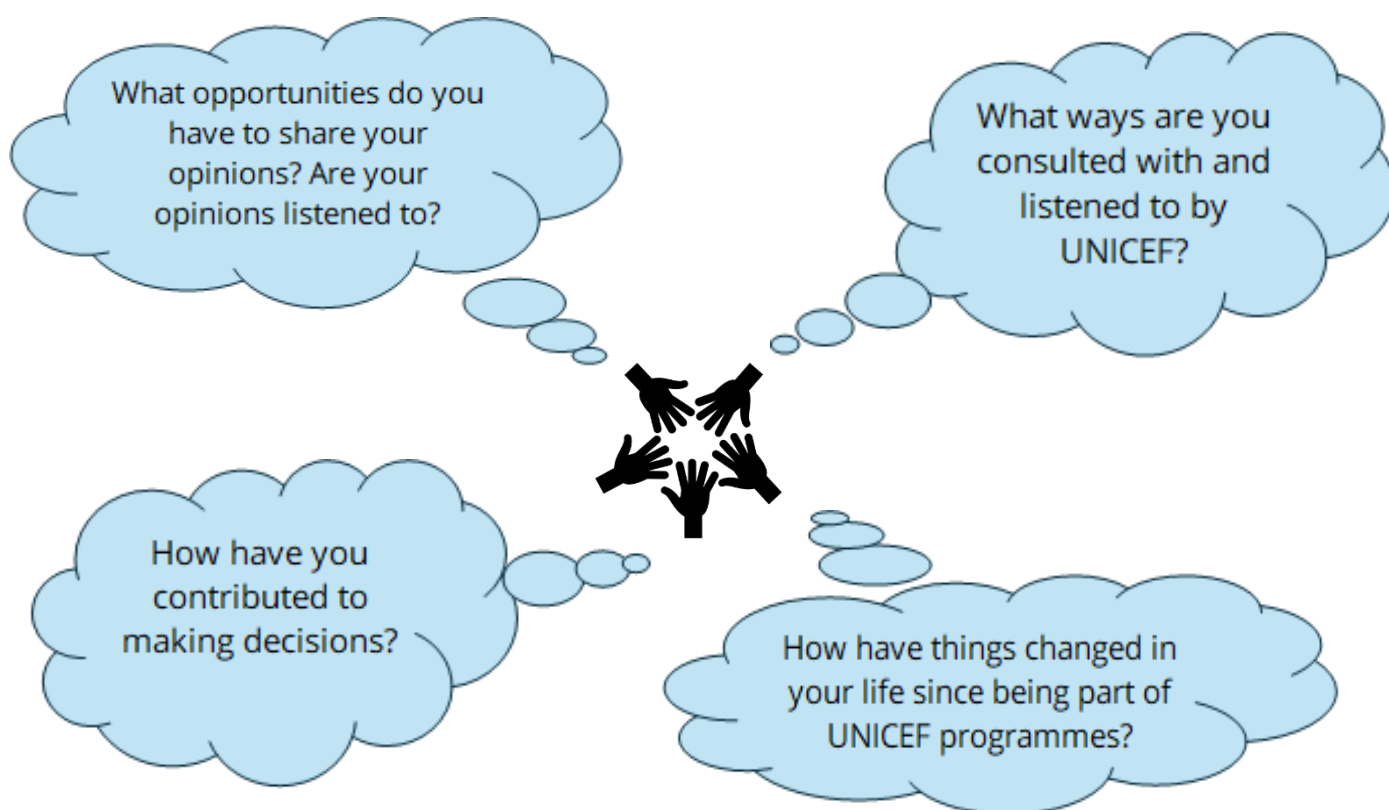 What opportunities do you
have to share your
opinions? Are your
opinions listened to?
What ways are you
consulted with and
listened to by
UNICEF?
How have you
contributed to
making decisions?
How have things changed in
your life since being part of
UNICEF programmes?